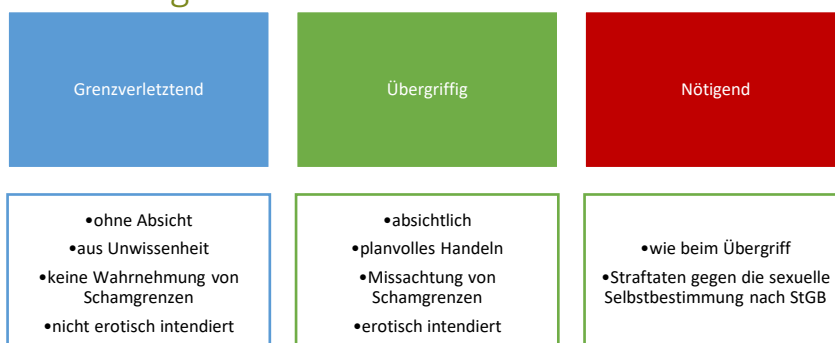 Grenzverletztend
Übergriffig
Nötigend
•ohne Absicht
•aus Unwissenheit
•keine Wahrnehmung von
Schamgrenzen
•nicht erotisch intendiert
•absichtlich
•planvolles Handeln
•Missachtung von
Schamgrenzen
•erotisch intendiert
•wie beim Übergriff
•Straftaten gegen die sexuelle
Selbstbestimmung nach StGB